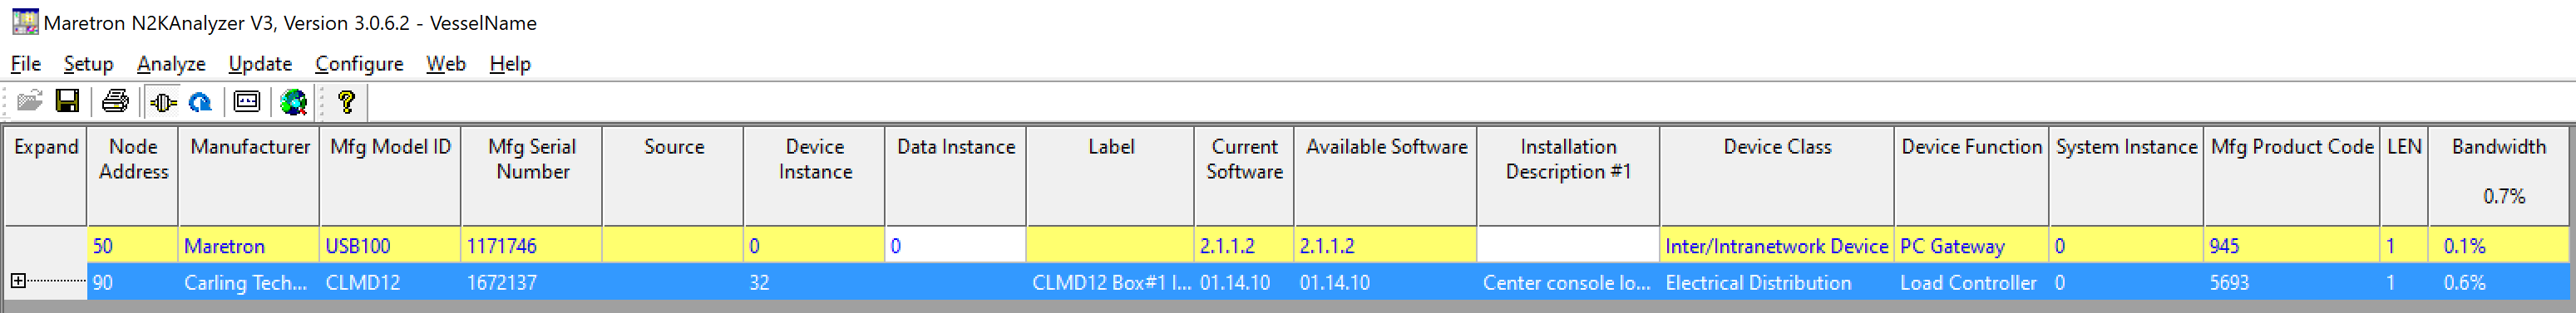 Maretron N2KAnalyzer V3, Version 3.0.6.2 - VesselName
File Setup Analyze Update Configure Web Help
Expand Node Address Manufacturer Mfg Model ID Mfg Serial Number Source Device Instance Data Instance Label Current Software Available Software Installation Description #1 Device Class Device Function System Instance Mfg Product Code LEN Bandwidth 0.7%
50 Maretron USB100 1171746 0 0 2.1.1.2 2.1.1.2 Inter/Intranetwork Device PC Gateway 0 945 1 0.1%
90 Carling Tech... CLMD12 1672137 32 CLMD12 Box#1 l... 01.14.10 01.14.10 Center console lo... Electrical Distribution Load Controller 0 5693 1 0.6%